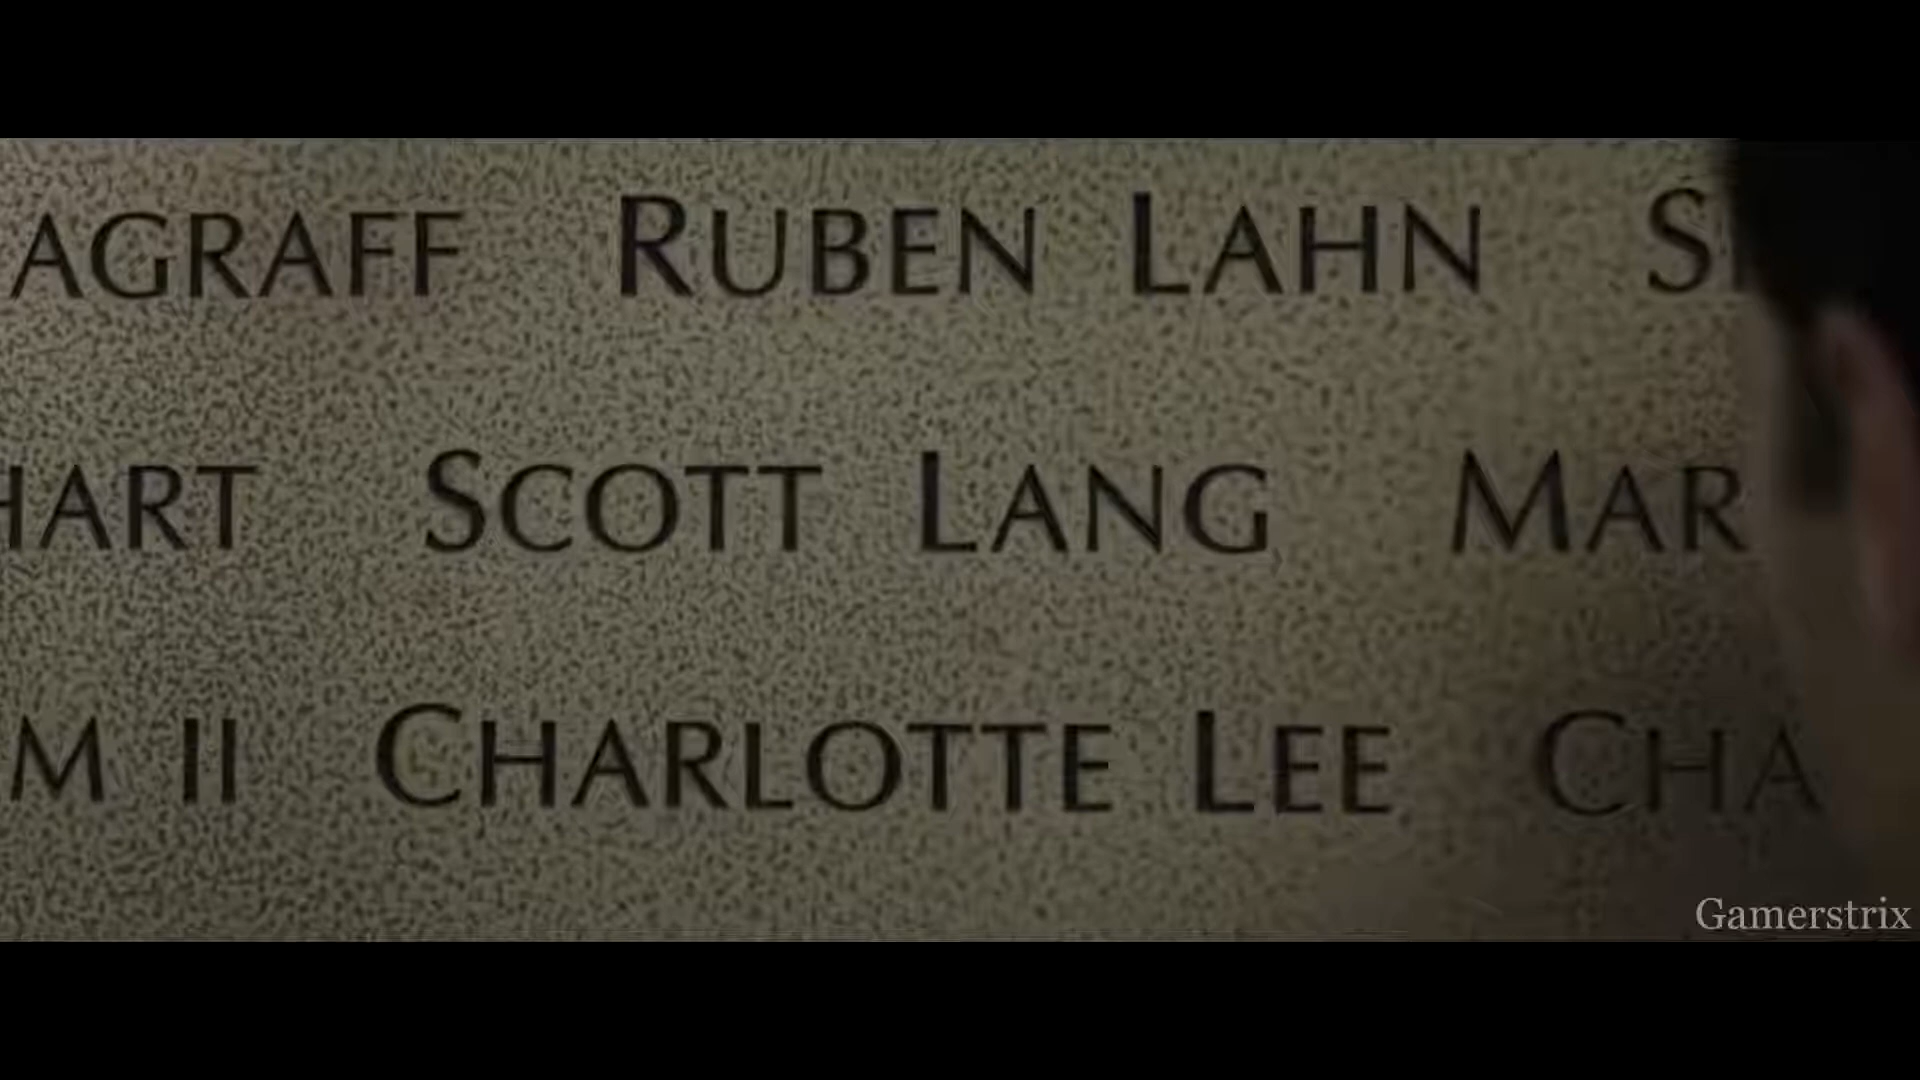 AGRAFF RUBEN LAHN S
HART SCOTT LANG MAR
M II CHARLOTTE LEE CHA
Gamerstrix